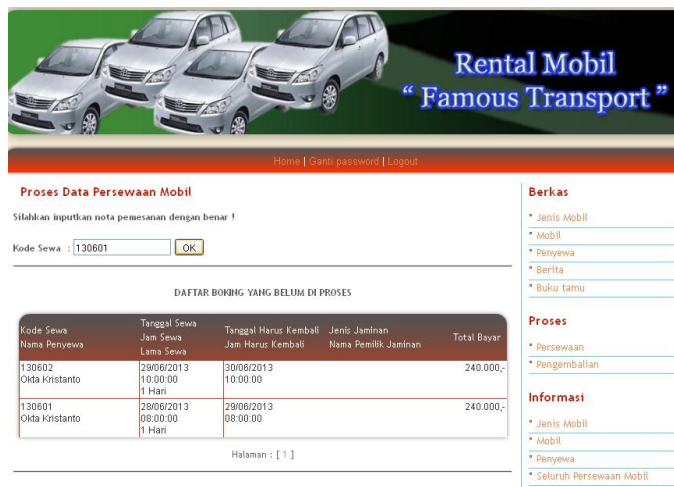 Rental Mobil
“ Famous Transport ”
Home | Ganti password | Logout
Proses Data Persewaan Mobil
Silahkan inputkan nota pemesanan dengan benar !
Kode Sewa : 130601 OK
DAFTAR BOKING YANG BELUM DI PROSES
Kode Sewa
Nama Penyewa
Tanggal Sewa
Jam Sewa
Lama Sewa
Tanggal Harus Kembali
Jam Harus Kembali
Jenis Jaminan
Nama Pemilik Jaminan
Total Bayar
130602
Okta Kristanto
29/06/2013
10:00:00
1 Hari
30/06/2013
10:00:00
240.000,-
130601
Okta Kristanto
28/06/2013
08:00:00
1 Hari
29/06/2013
08:00:00
240.000,-
Halaman : [ 1 ]
Berkas
Jenis Mobil
Mobil
Penyewa
Berita
Buku tamu
Proses
Persewaan
Pengembalian
Informasi
Jenis Mobil
Mobil
Penyewa
Seluruh Persewaan Mobil